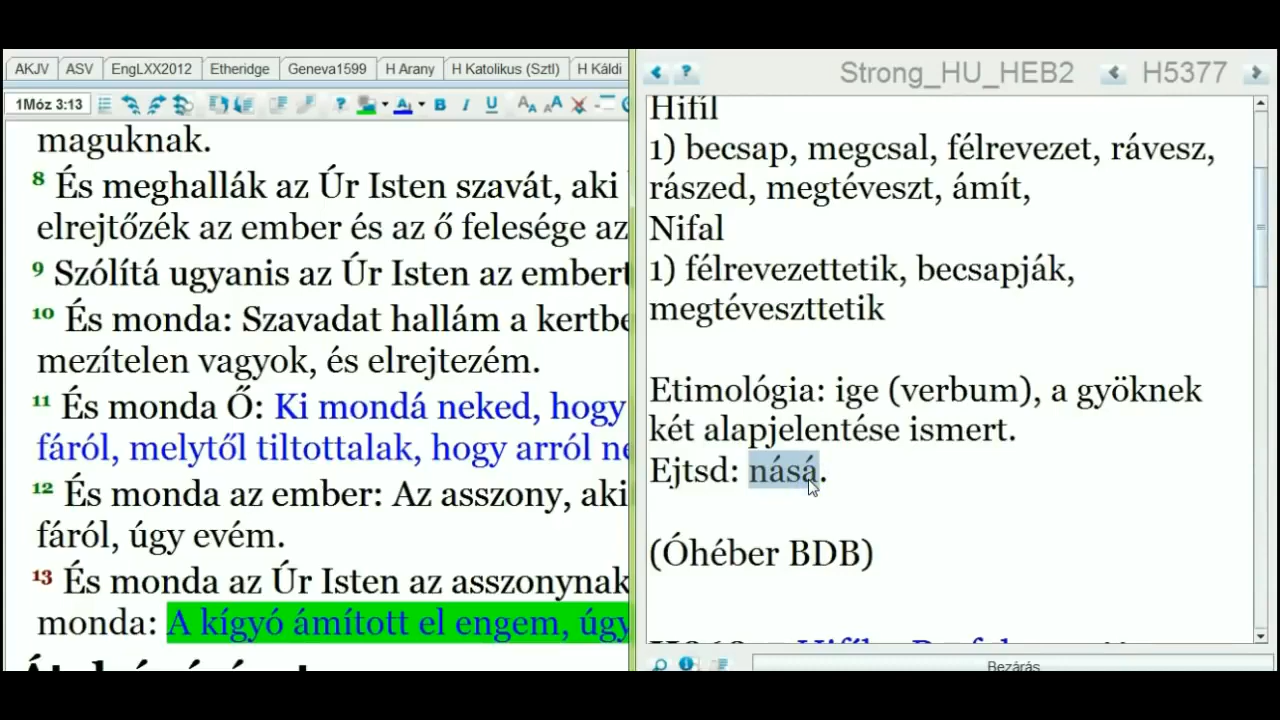 AKJV ASV EngLXX2012 Etheridge Geneva1599 H Arany H Katolikus (SztI) H Káldi
1Móz 3:13
maguknak.
8 És meghallák az Úr Isten szavát, aki
elrejtőzék az ember és az ő felesége az
9 Szólítá ugyanis az Úr Isten az embert
10 És monda: Szavadat hallám a kertbe
mezítelen vagyok, és elrejtezém.
11 És monda Ő: Ki mondá neked, hogy
fáról, melytől tiltottalak, hogy arról ne
12 És monda az ember: Az asszony, aki
fáról, úgy evém.
13 És monda az Úr Isten az asszonynak
monda: A kígyó ámított el engem, úgy
Strong_HU_HEB2 H5377
Hifíl
1) becsap, megcsal, félrevezet, rávesz,
rászed, megtéveszt, ámít,
Nifal
1) félrevezettetik, becsapják,
megtéveszttetik
Etimológia: ige (verbum), a gyöknek
két alapjelentése ismert.
Ejtsd: násá.
(Óhéber BDB)
Bezárás